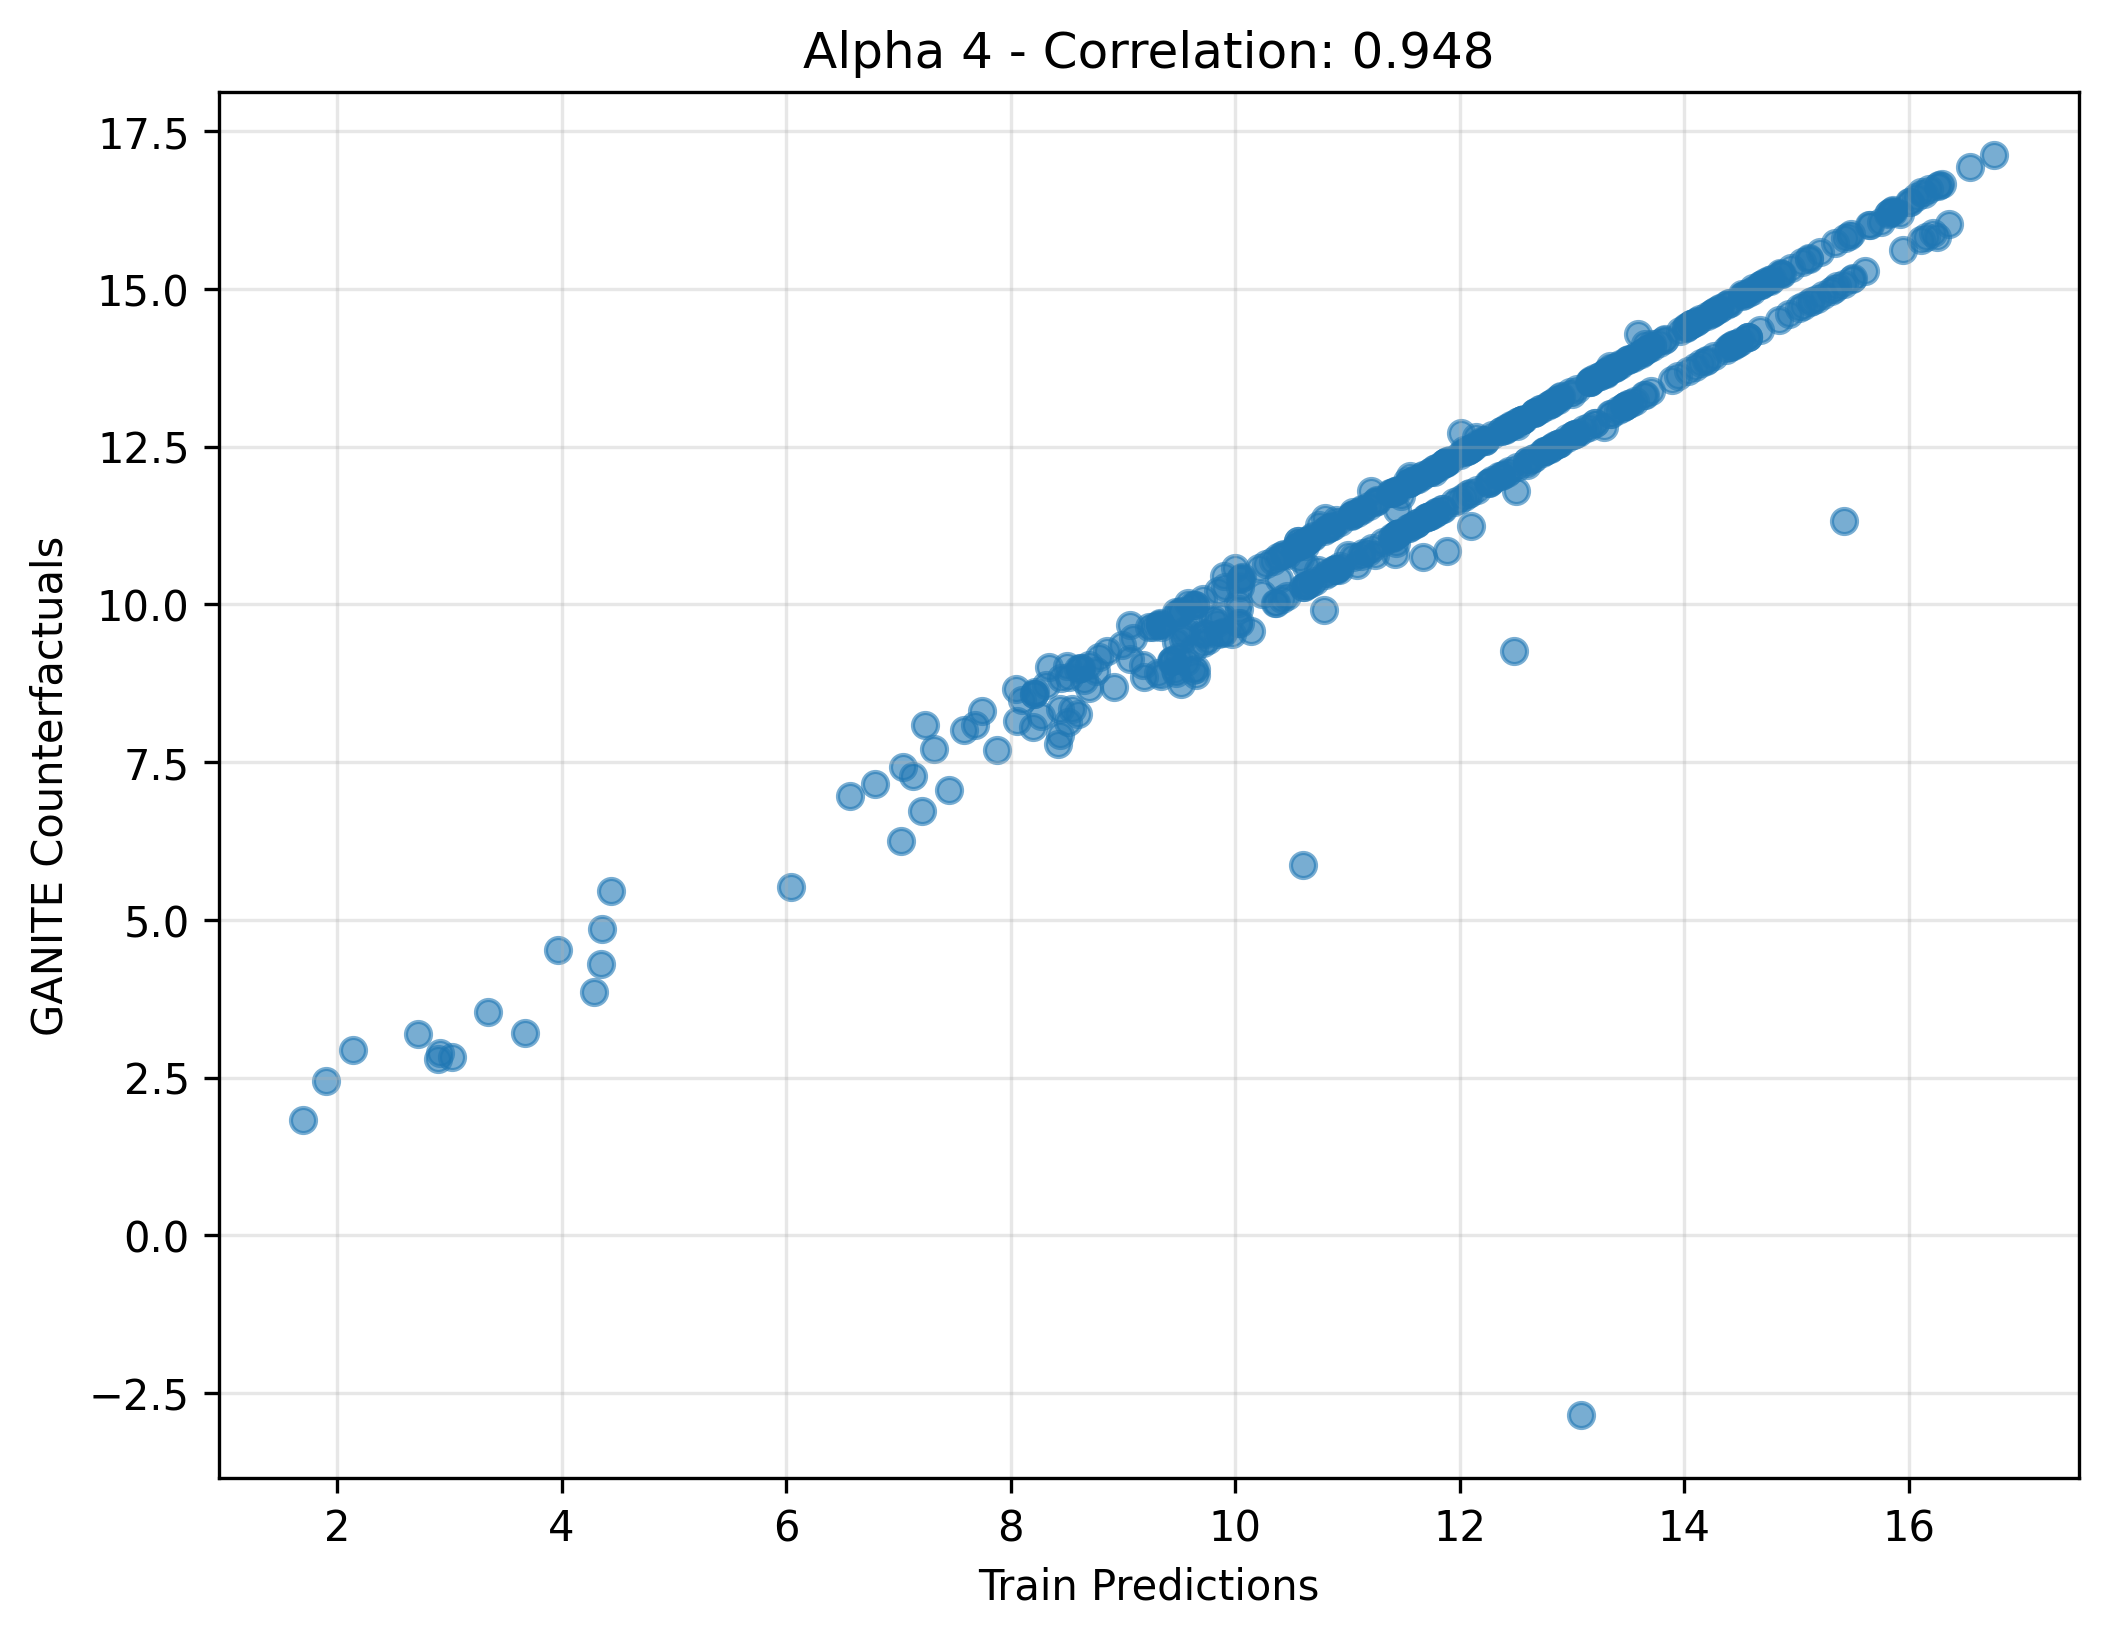 Alpha 4 - Correlation: 0.948
17.5
15.0
12.5
10.0
7.5
5.0
2.5
0.0
−2.5
GANITE Counterfactuals
2 4 6 8 10 12 14 16
Train Predictions